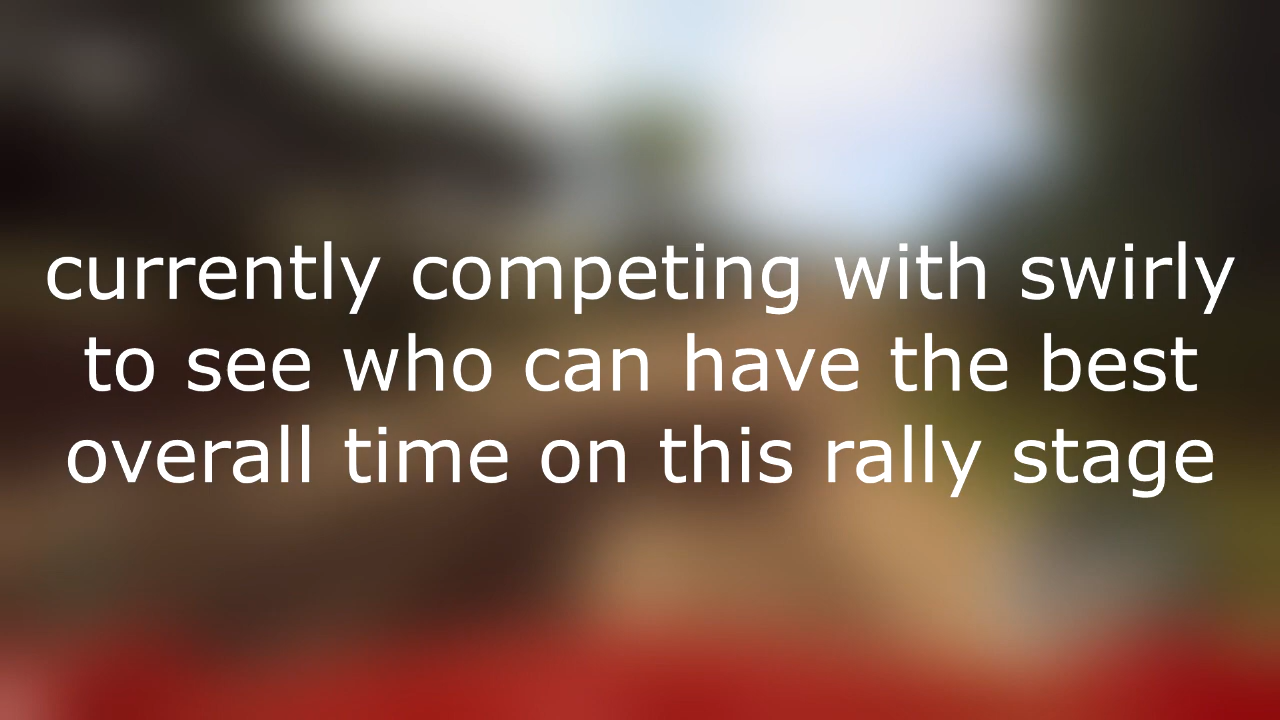 currently competing with swirly
to see who can have the best
overall time on this rally stage